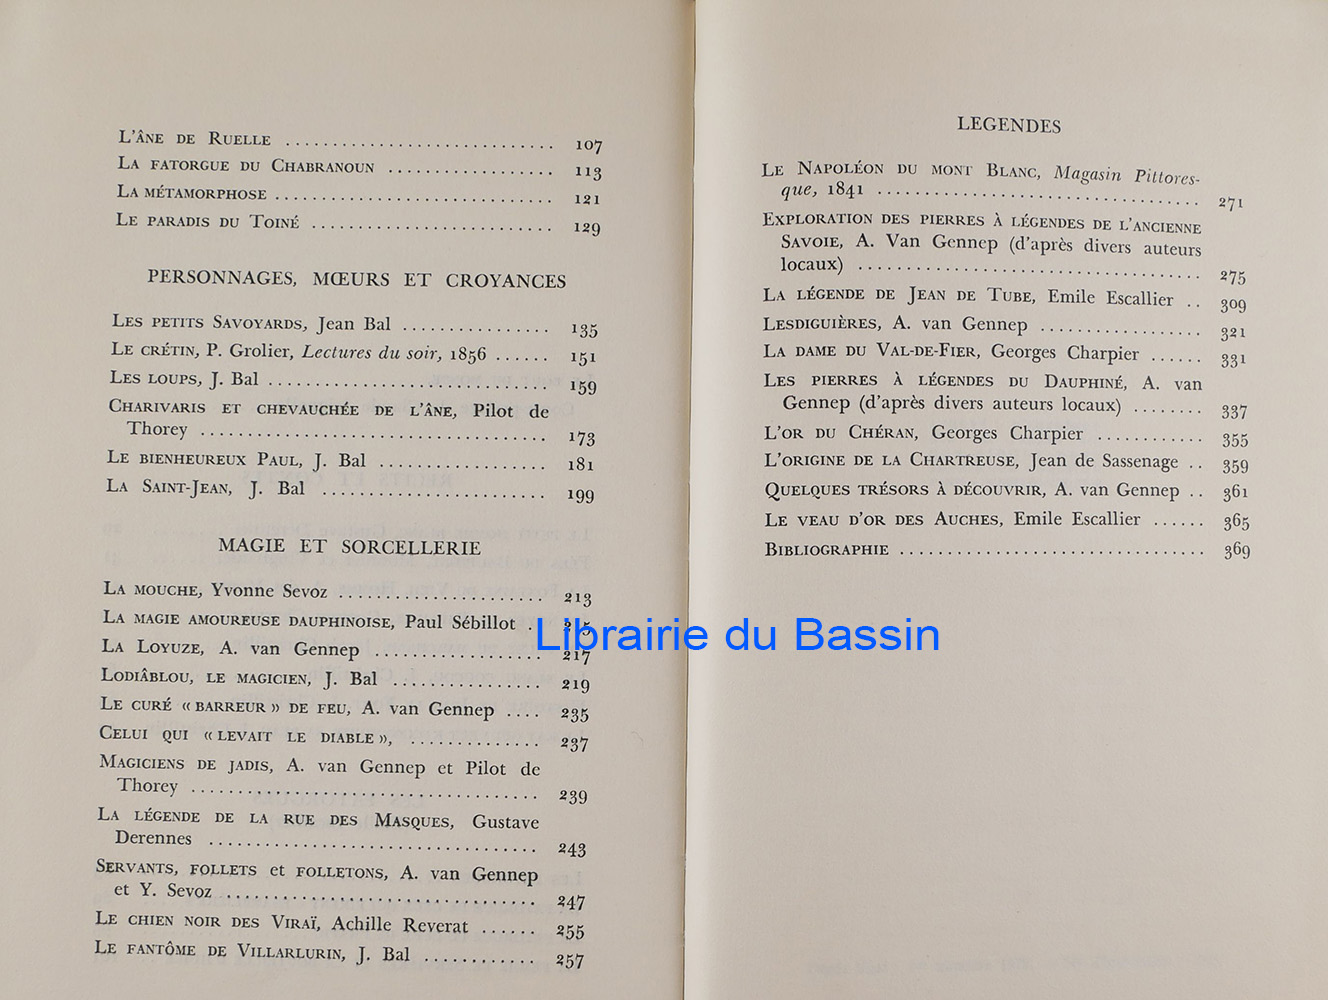 L'ÂNE DE RUELLE ............................. 107
LA FATORGUE DU CHABRANOUN .................. 113
LA MÉTAMORPHOSE .............................. 121
LE PARADIS DU TOINÉ .......................... 129
PERSONNAGES, MŒURS ET CROYANCES
LES PETITS SAVOYARDS, Jean Bal ................ 135
LE CRÉTIN, P. Grolier, Lectures du soir, 1856 ...... 151
LES LOUPS, J. Bal .............................. 159
CHARIVARIS ET CHEVAUCHÉE DE L'ÂNE, Pilot de
Thorey ..................................... 173
LE BIENHEUREUX PAUL, J. Bal .................. 181
LA SAINT-JEAN, J. Bal ........................ 199
MAGIE ET SORCELLERIE
LA MOUCHE, Yvonne Sevoz ...................... 213
LA MAGIE AMOUREUSE DAUPHINOISE, Paul Sébillot .
LA LOYUZE, A. van Gennep .................. 217
LODIÂBLOU, LE MAGICIEN, J. Bal ................ 219
LE CURÉ « BARREUR » DE FEU, A. van Gennep .... 235
CELUI QUI « LEVAIT LE DIABLE », .............. 237
MAGICIENS DE JADIS, A. van Gennep et Pilot de
Thorey ..................................... 239
LA LÉGENDE DE LA RUE DES MASQUES, Gustave
Derennes ................................... 243
SERVANTS, FOLLETS et FOLLETONS, A. van Gennep
et Y. Sevoz ................................. 247
LE CHIEN NOIR DES VIRAÏ, Achille Reverat ...... 255
LE FANTÔME DE VILLARLURIN, J. Bal ............ 257
LEGENDES
LE NAPOLÉON DU MONT BLANC, Magasin Pittores-
que, 1841 .................................. 271
EXPLORATION DES PIERRES À LÉGENDES DE L'ANCIENNE
SAVOIE, A. Van Gennep (d'après divers auteurs
locaux) ..................................... 275
LA LÉGENDE DE JEAN DE TUBE, Emile Escallier .. 309
LESDIGUIÈRES, A. van Gennep .................. 321
LA DAME DU VAL-DE-FIER, Georges Charpier ...... 331
LES PIERRES À LÉGENDES DU DAUPHINÉ, A. van
Gennep (d'après divers auteurs locaux) ........ 337
L'OR DU CHÉRAN, Georges Charpier ............ 355
L'ORIGINE DE LA CHARTREUSE, Jean de Sassenage .. 359
QUELQUES TRÉSORS À DÉCOUVRIR, A. van Gennep .. 361
LE VEAU D'OR DES AUCHES, Emile Escallier ...... 365
BIBLIOGRAPHIE ................................. 369
Librairie du Bassin